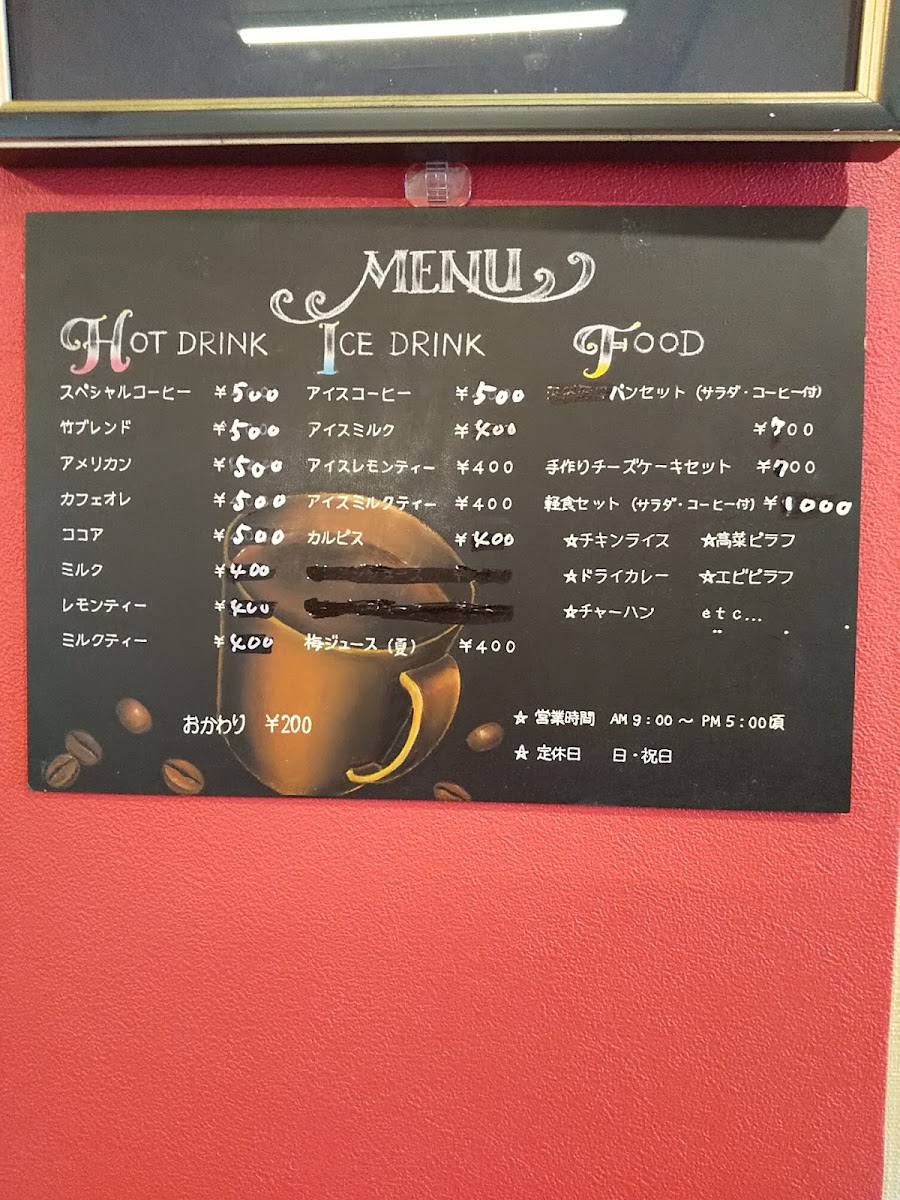 MENU
HOT DRINK
スペシャルコーヒー ￥500
竹ブレンド ￥500
アメリカン ￥500
カフェオレ ￥500
ココア ￥500
ミルク ￥400
レモンティー ￥400
ミルクティー ￥400
おかわり ￥200
ICE DRINK
アイスコーヒー ￥500
アイスミルク ￥400
アイスレモンティー ￥400
アイスミルクティー ￥400
カルピス ￥400
梅ジュース(夏) ￥400
FOOD
パンセット(サラダ・コーヒー付)
￥700
手作りチーズケーキセット ￥700
軽食セット(サラダ・コーヒー付)￥1000
☆チキンライス ☆高菜ピラフ
☆ドライカレー ☆エビピラフ
☆チャーハン etc...
☆ 営業時間 AM 9:00 〜 PM 5:00頃
☆ 定休日 日・祝日